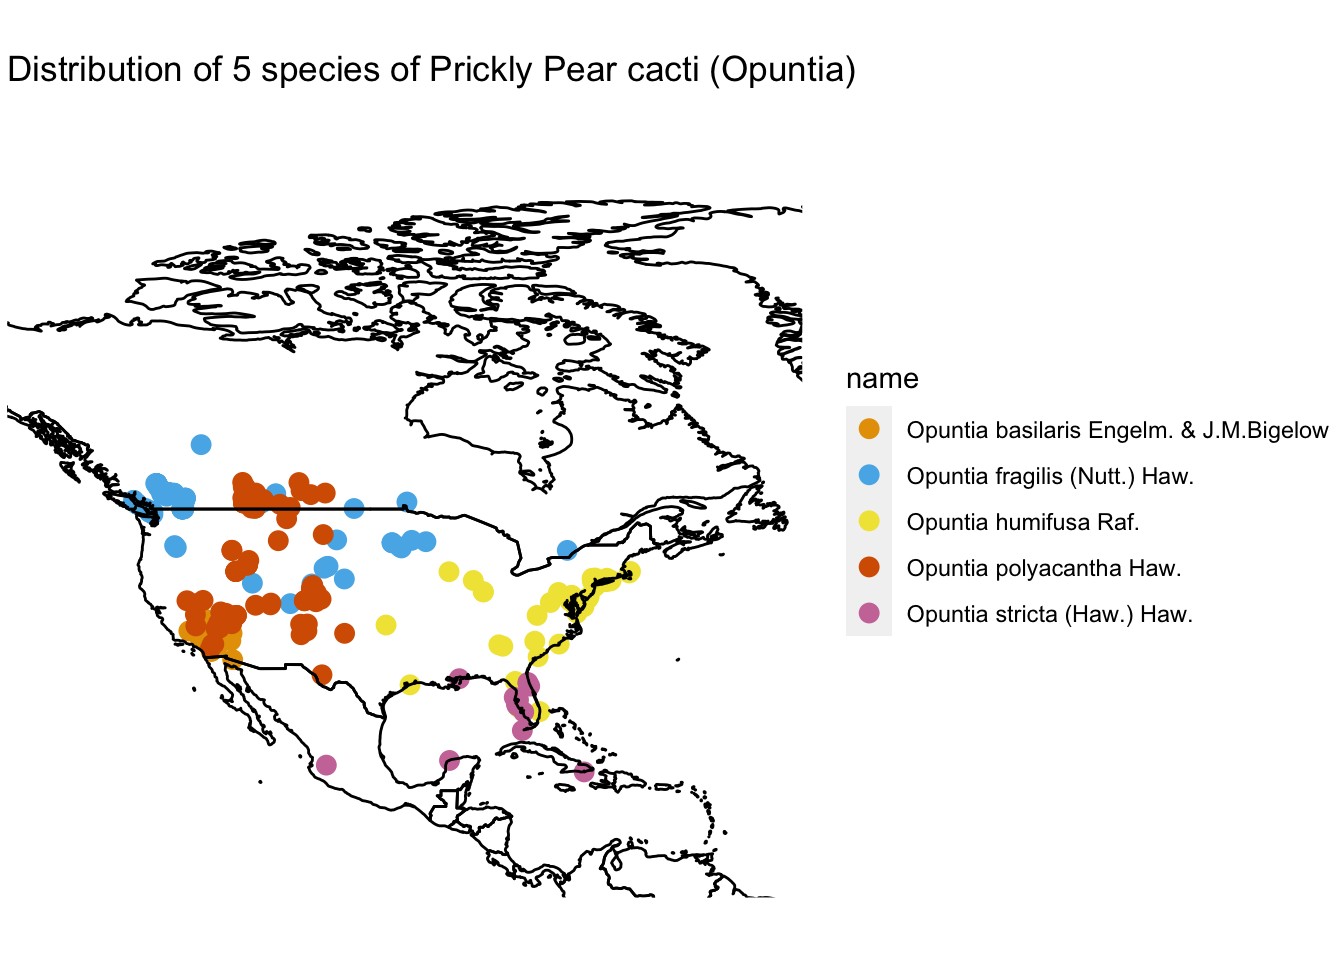 Distribution of 5 species of Prickly Pear cacti (Opuntia)
name
Opuntia basilaris Engelm. & J.M.Bigelow
Opuntia fragilis (Nutt.) Haw.
Opuntia humifusa Raf.
Opuntia polyacantha Haw.
Opuntia stricta (Haw.) Haw.